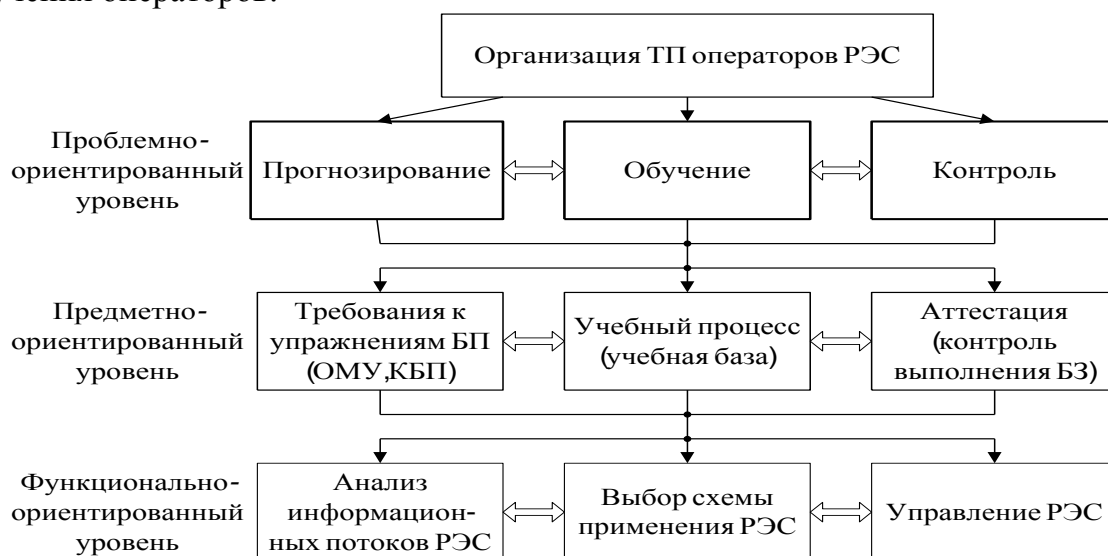 операторов.
Организация ТП операторов РЭС
Проблемно-
ориентированный
уровень
Прогнозирование
Обучение
Контроль
Предметно-
ориентированный
уровень
Требования к
упражнениям БП
(ОМУ,КБП)
Учебный процесс
(учебная база)
Аттестация
(контроль
выполнения БЗ)
Функционально-
ориентированный
уровень
Анализ
информацион-
ных потоков РЭС
Выбор схемы
применения РЭС
Управление РЭС